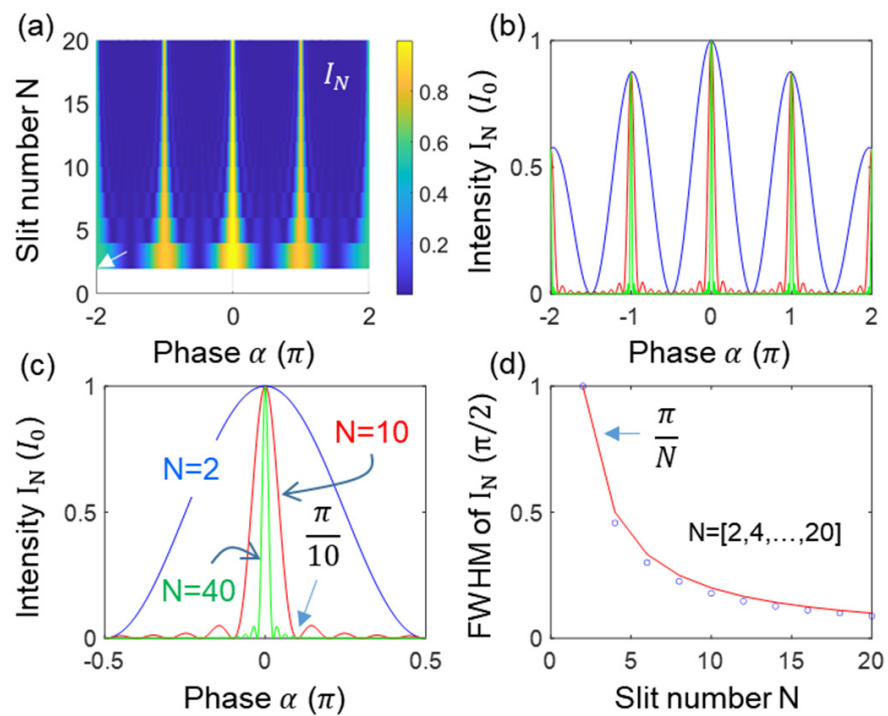 (a)
20
15
10
5
0
Slit number N
I_N
0.8
0.6
0.4
0.2
-2
0
2
Phase α (π)
(b)
1
0.5
0
Intensity I_N (I_0)
-2
-1
0
1
2
Phase α (π)
(c)
1
0.5
0
Intensity I_N (I_0)
N=2
N=10
N=40
π
10
-0.5
0
0.5
Phase α (π)
(d)
1
0.5
0
FWHM of I_N (π/2)
π
N
N=[2,4,...,20]
0
5
10
15
20
Slit number N